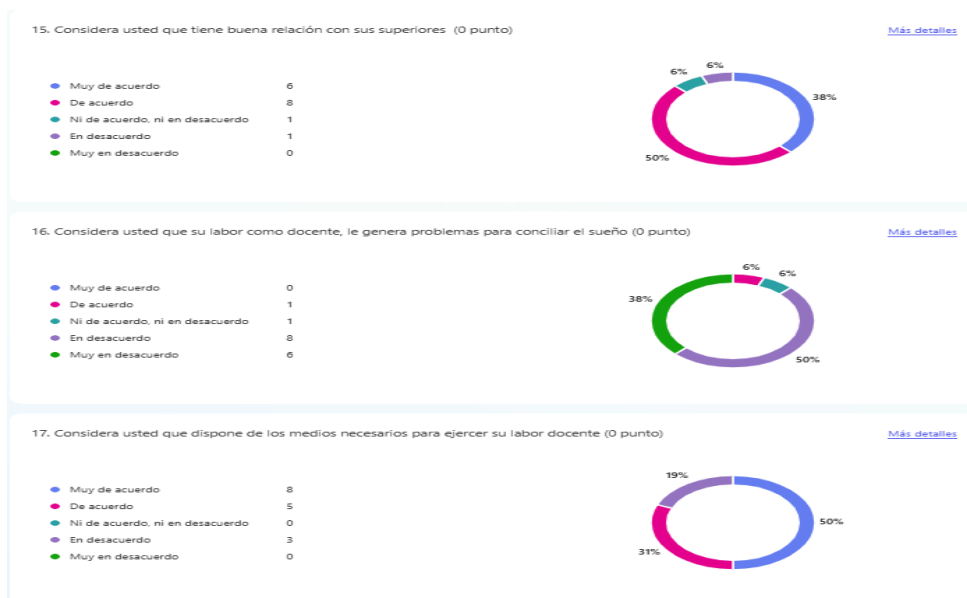 15. Considera usted que tiene buena relación con sus superiores (0 punto)
Más detalles
Muy de acuerdo 6
De acuerdo 8
Ni de acuerdo, ni en desacuerdo 1
En desacuerdo 1
Muy en desacuerdo 0
6% 6%
38%
50%
16. Considera usted que su labor como docente, le genera problemas para conciliar el sueño (0 punto)
Más detalles
Muy de acuerdo 0
De acuerdo 1
Ni de acuerdo, ni en desacuerdo 1
En desacuerdo 8
Muy en desacuerdo 6
6% 6%
38%
50%
17. Considera usted que dispone de los medios necesarios para ejercer su labor docente (0 punto)
Más detalles
Muy de acuerdo 8
De acuerdo 5
Ni de acuerdo, ni en desacuerdo 0
En desacuerdo 3
Muy en desacuerdo 0
19%
50%
31%